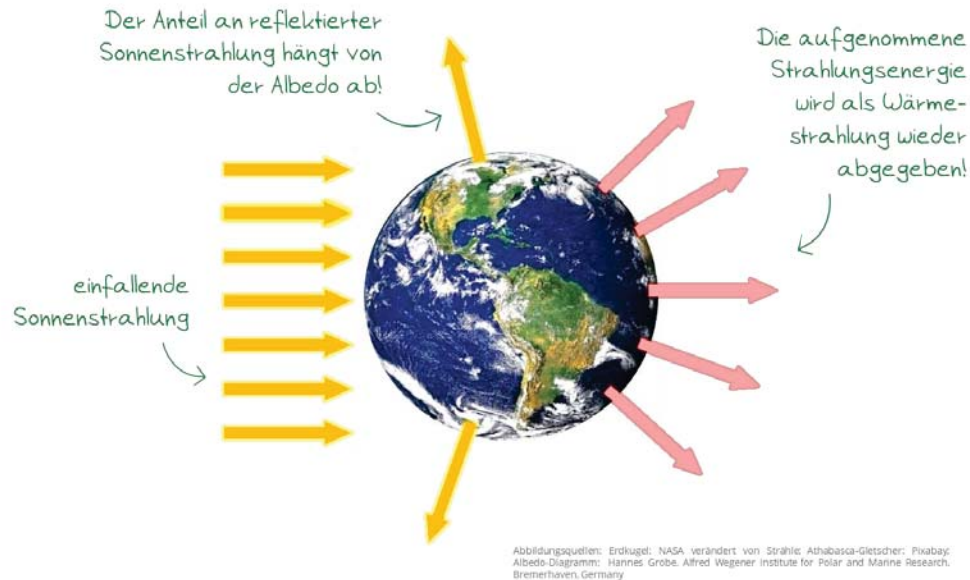 Der Anteil an reflektierter
Sonnenstrahlung hängt von
der Albedo ab!
Die aufgenommene
Strahlungsenergie
wird als Wärme-
strahlung wieder
abgegeben!
einfallende
Sonnenstrahlung
Abbildungsquellen: Erdkugel: NASA verändert von Strähle; Athabasca-Gletscher: Pixabay;
Albedo-Diagramm: Hannes Grobe, Alfred Wegener Institute for Polar and Marine Research,
Bremerhaven, Germany